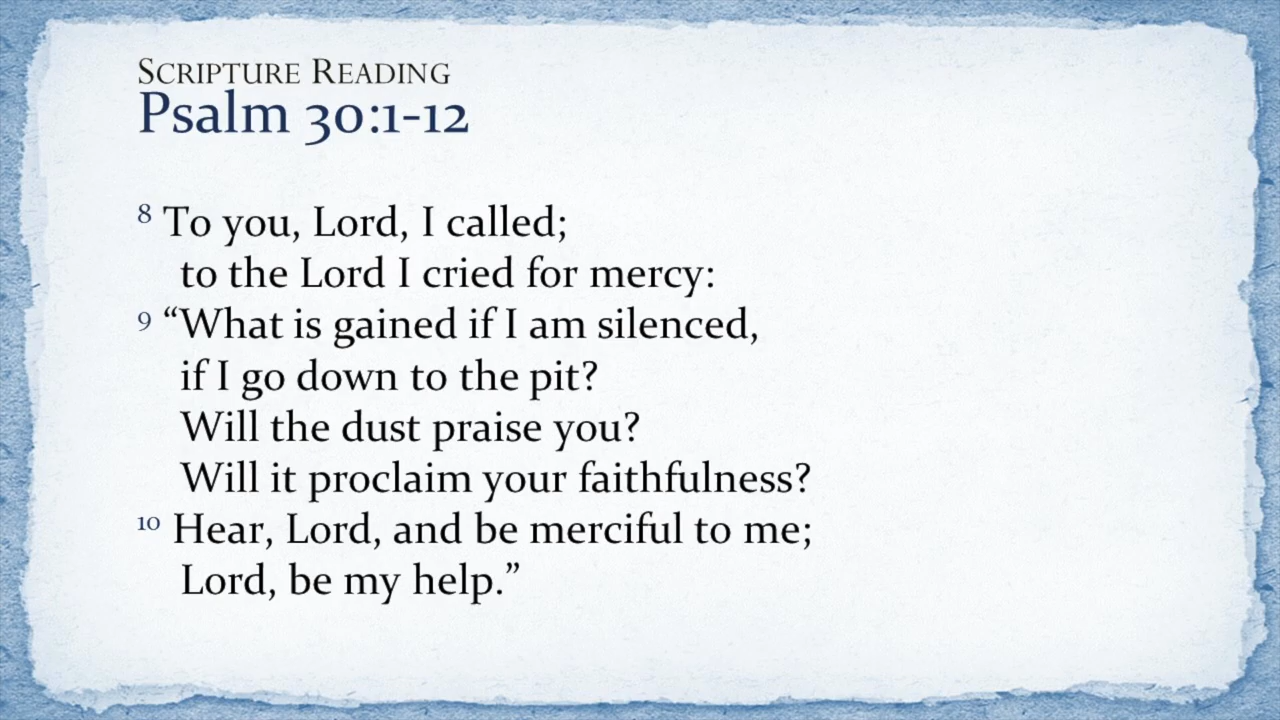 Scripture Reading
Psalm 30:1-12
8 To you, Lord, I called;
to the Lord I cried for mercy:
9 “What is gained if I am silenced,
if I go down to the pit?
Will the dust praise you?
Will it proclaim your faithfulness?
10 Hear, Lord, and be merciful to me;
Lord, be my help.”